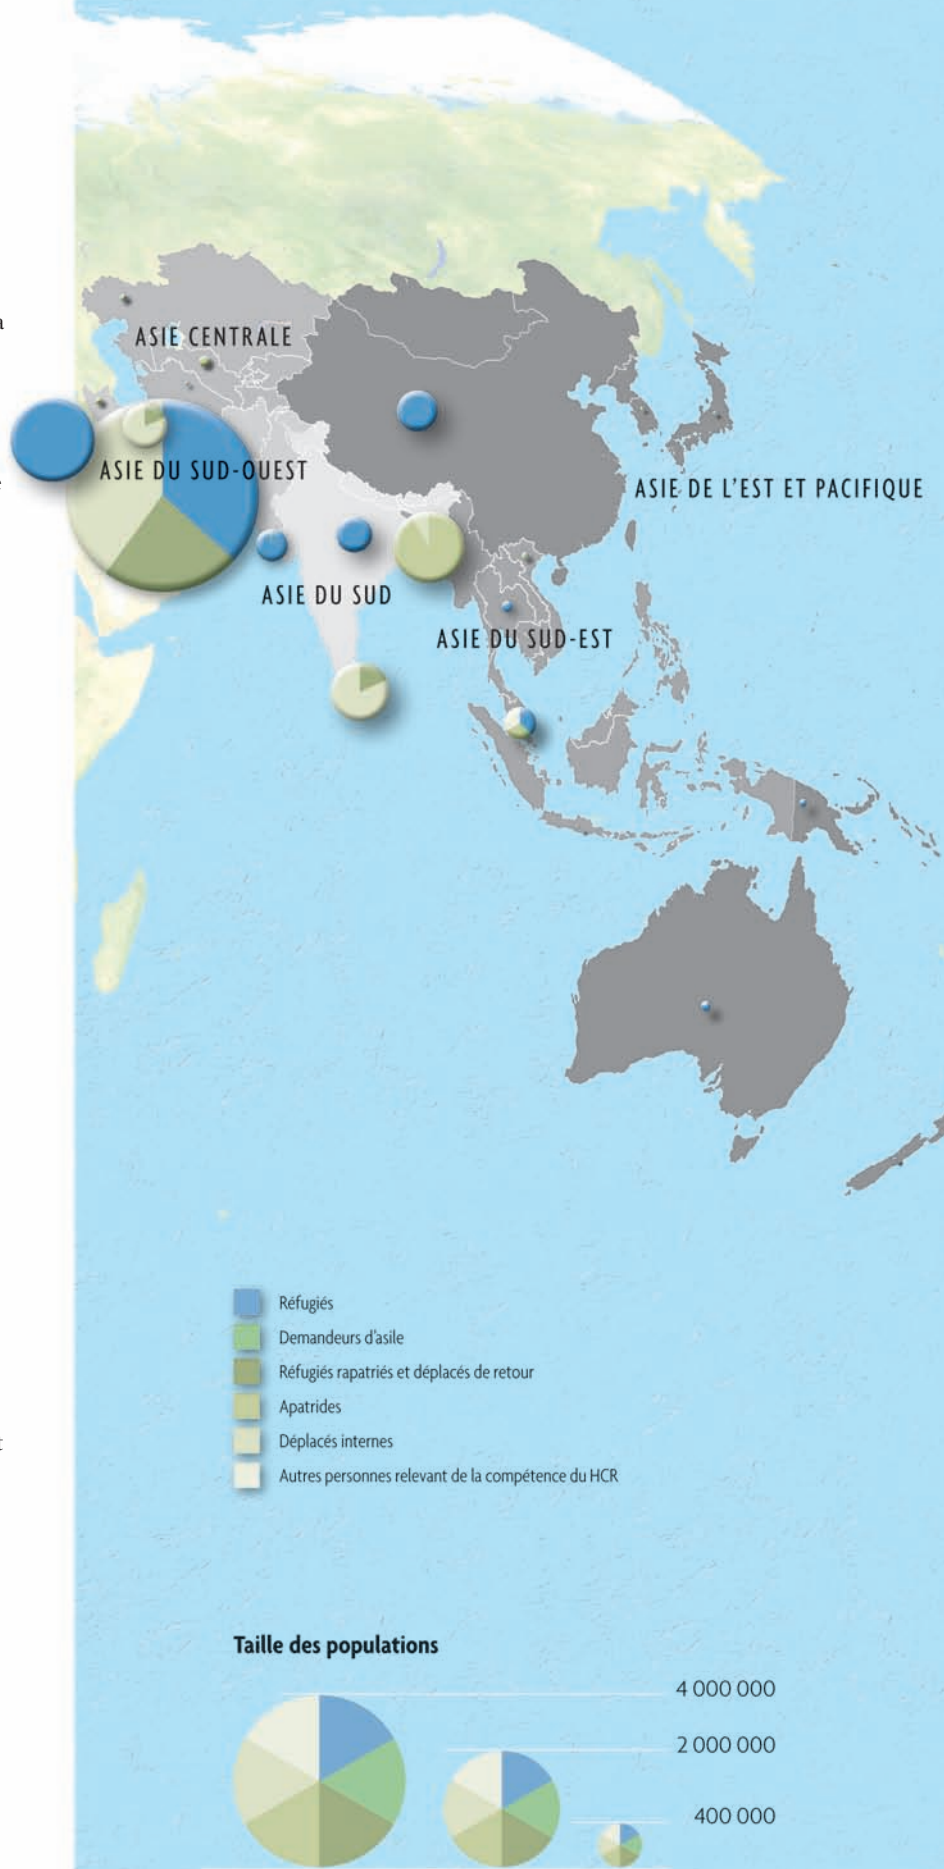 ASIE CENTRALE
ASIE DU SUD-OUEST
ASIE DE L'EST ET PACIFIQUE
ASIE DU SUD
ASIE DU SUD-EST
Réfugiés
Demandeurs d'asile
Réfugiés rapatriés et déplacés de retour
Apatrides
Déplacés internes
Autres personnes relevant de la compétence du HCR
Taille des populations
4 000 000
2 000 000
400 000